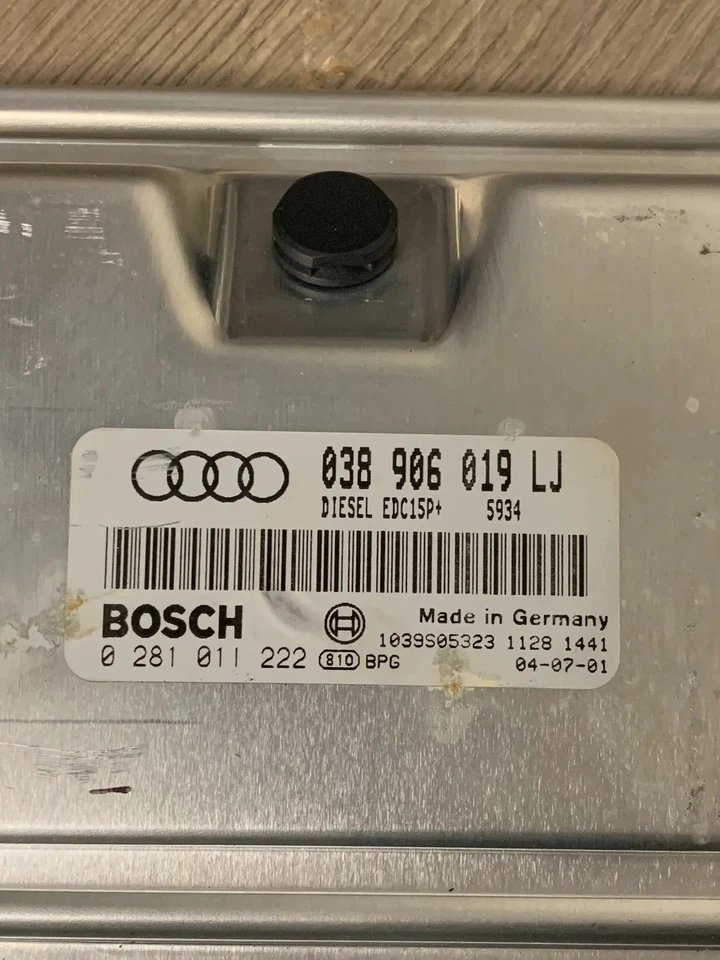 038 906 019 LJ
DIESEL EDC15P+ 5934
BOSCH
Made in Germany
1039S05323 1128 1441
0 281 011 222 810 BPG
04-07-01